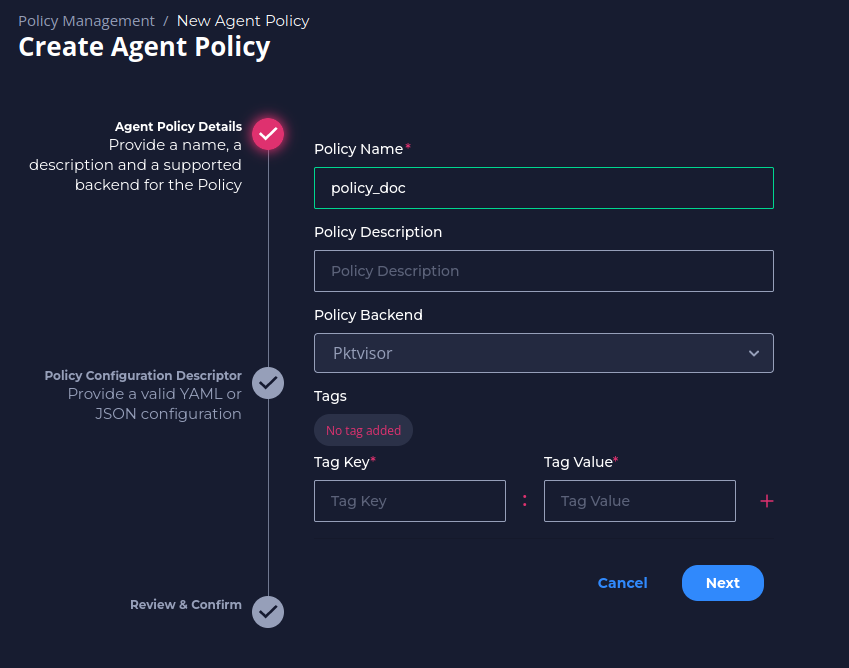 Policy Management / New Agent Policy
Create Agent Policy
Agent Policy Details
Provide a name, a
description and a supported
backend for the Policy
Policy Name*
policy_doc
Policy Description
Policy Description
Policy Backend
Pktvisor
Policy Configuration Descriptor
Provide a valid YAML or
JSON configuration
Tags
No tag added
Tag Key* Tag Value*
Tag Key : Tag Value +
Cancel Next
Review & Confirm